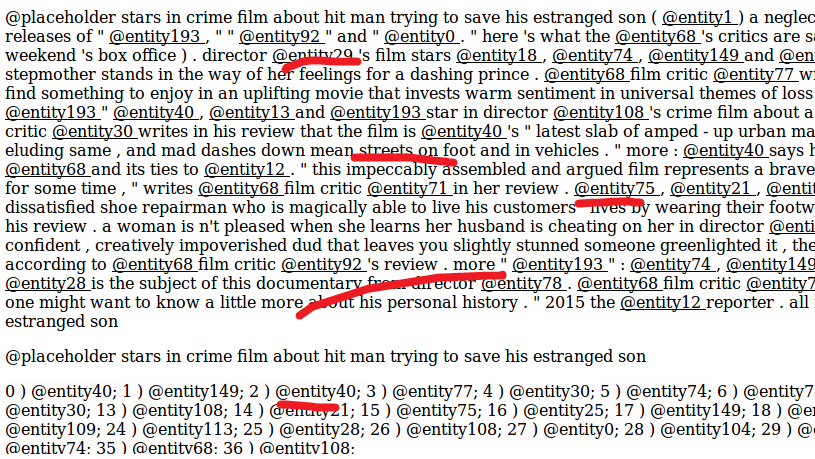 @placeholder stars in crime film about hit man trying to save his estranged son ( @entity1 ) a neglec
releases of " @entity193 , " " @entity92 " and " @entity0 . " here 's what the @entity68 's critics are sa
weekend 's box office ) . director @entity29 's film stars @entity18 , @entity74 , @entity149 and @en
stepmother stands in the way of her feelings for a dashing prince . @entity68 film critic @entity77 w
find something to enjoy in an uplifting movie that invests warm sentiment in universal themes of loss
@entity193 " @entity40 , @entity13 and @entity193 star in director @entity108 's crime film about a
critic @entity30 writes in his review that the film is @entity40 's " latest slab of amped - up urban ma
eluding same , and mad dashes down mean streets on foot and in vehicles . " more : @entity40 says h
@entity68 and its ties to @entity12 . " this impeccably assembled and argued film represents a brave
for some time , " writes @entity68 film critic @entity71 in her review . @entity75 , @entity21 , @entit
dissatisfied shoe repairman who is magically able to live his customers ' lives by wearing their footw
his review . a woman is n't pleased when she learns her husband is cheating on her in director @enti
confident , creatively impoverished dud that leaves you slightly stunned someone greenlighted it , the
according to @entity68 film critic @entity92 's review . more " @entity193 " : @entity74 , @entity149
@entity28 is the subject of this documentary from director @entity78 . @entity68 film critic @entity7
one might want to know a little more about his personal history . " 2015 the @entity12 reporter . all
estranged son
@placeholder stars in crime film about hit man trying to save his estranged son
0 ) @entity40; 1 ) @entity149; 2 ) @entity40; 3 ) @entity77; 4 ) @entity30; 5 ) @entity74; 6 ) @entity7
@entity30; 13 ) @entity108; 14 ) @entity21; 15 ) @entity75; 16 ) @entity25; 17 ) @entity149; 18 ) @en
@entity109; 24 ) @entity113; 25 ) @entity28; 26 ) @entity108; 27 ) @entity0; 28 ) @entity104; 29 ) @e
@entity74; 35 ) @entity68; 36 ) @entity108;